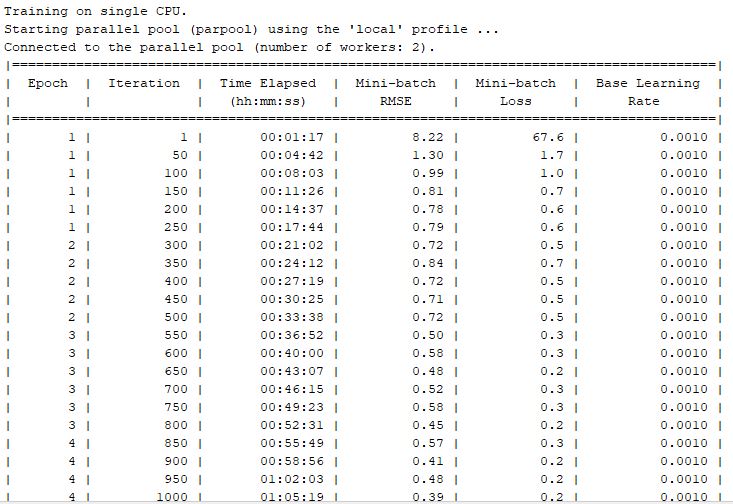 Training on single CPU.
Starting parallel pool (parpool) using the 'local' profile ...
Connected to the parallel pool (number of workers: 2).
|======================================================================================|
| Epoch | Iteration | Time Elapsed | Mini-batch | Mini-batch | Base Learning |
| | | (hh:mm:ss) | RMSE | Loss | Rate |
|======================================================================================|
| 1 | 1 | 00:01:17 | 8.22 | 67.6 | 0.0010 |
| 1 | 50 | 00:04:42 | 1.30 | 1.7 | 0.0010 |
| 1 | 100 | 00:08:03 | 0.99 | 1.0 | 0.0010 |
| 1 | 150 | 00:11:26 | 0.81 | 0.7 | 0.0010 |
| 1 | 200 | 00:14:37 | 0.78 | 0.6 | 0.0010 |
| 1 | 250 | 00:17:44 | 0.79 | 0.6 | 0.0010 |
| 2 | 300 | 00:21:02 | 0.72 | 0.5 | 0.0010 |
| 2 | 350 | 00:24:12 | 0.84 | 0.7 | 0.0010 |
| 2 | 400 | 00:27:19 | 0.72 | 0.5 | 0.0010 |
| 2 | 450 | 00:30:25 | 0.71 | 0.5 | 0.0010 |
| 2 | 500 | 00:33:38 | 0.72 | 0.5 | 0.0010 |
| 3 | 550 | 00:36:52 | 0.50 | 0.3 | 0.0010 |
| 3 | 600 | 00:40:00 | 0.58 | 0.3 | 0.0010 |
| 3 | 650 | 00:43:07 | 0.48 | 0.2 | 0.0010 |
| 3 | 700 | 00:46:15 | 0.52 | 0.3 | 0.0010 |
| 3 | 750 | 00:49:23 | 0.58 | 0.3 | 0.0010 |
| 3 | 800 | 00:52:31 | 0.45 | 0.2 | 0.0010 |
| 4 | 850 | 00:55:49 | 0.57 | 0.3 | 0.0010 |
| 4 | 900 | 00:58:56 | 0.41 | 0.2 | 0.0010 |
| 4 | 950 | 01:02:03 | 0.48 | 0.2 | 0.0010 |
| 4 | 1000 | 01:05:19 | 0.39 | 0.2 | 0.0010 |